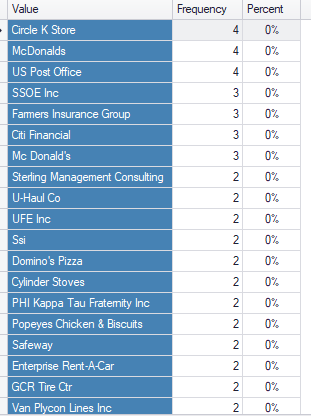 Value Frequency Percent
Circle K Store 4 0%
McDonalds 4 0%
US Post Office 4 0%
SSOE Inc 3 0%
Farmers Insurance Group 3 0%
Citi Financial 3 0%
Mc Donald's 3 0%
Sterling Management Consulting 2 0%
U-Haul Co 2 0%
UFE Inc 2 0%
Ssi 2 0%
Domino's Pizza 2 0%
Cylinder Stoves 2 0%
PHI Kappa Tau Fraternity Inc 2 0%
Popeyes Chicken & Biscuits 2 0%
Safeway 2 0%
Enterprise Rent-A-Car 2 0%
GCR Tire Ctr 2 0%
Van Plycon Lines Inc 2 0%